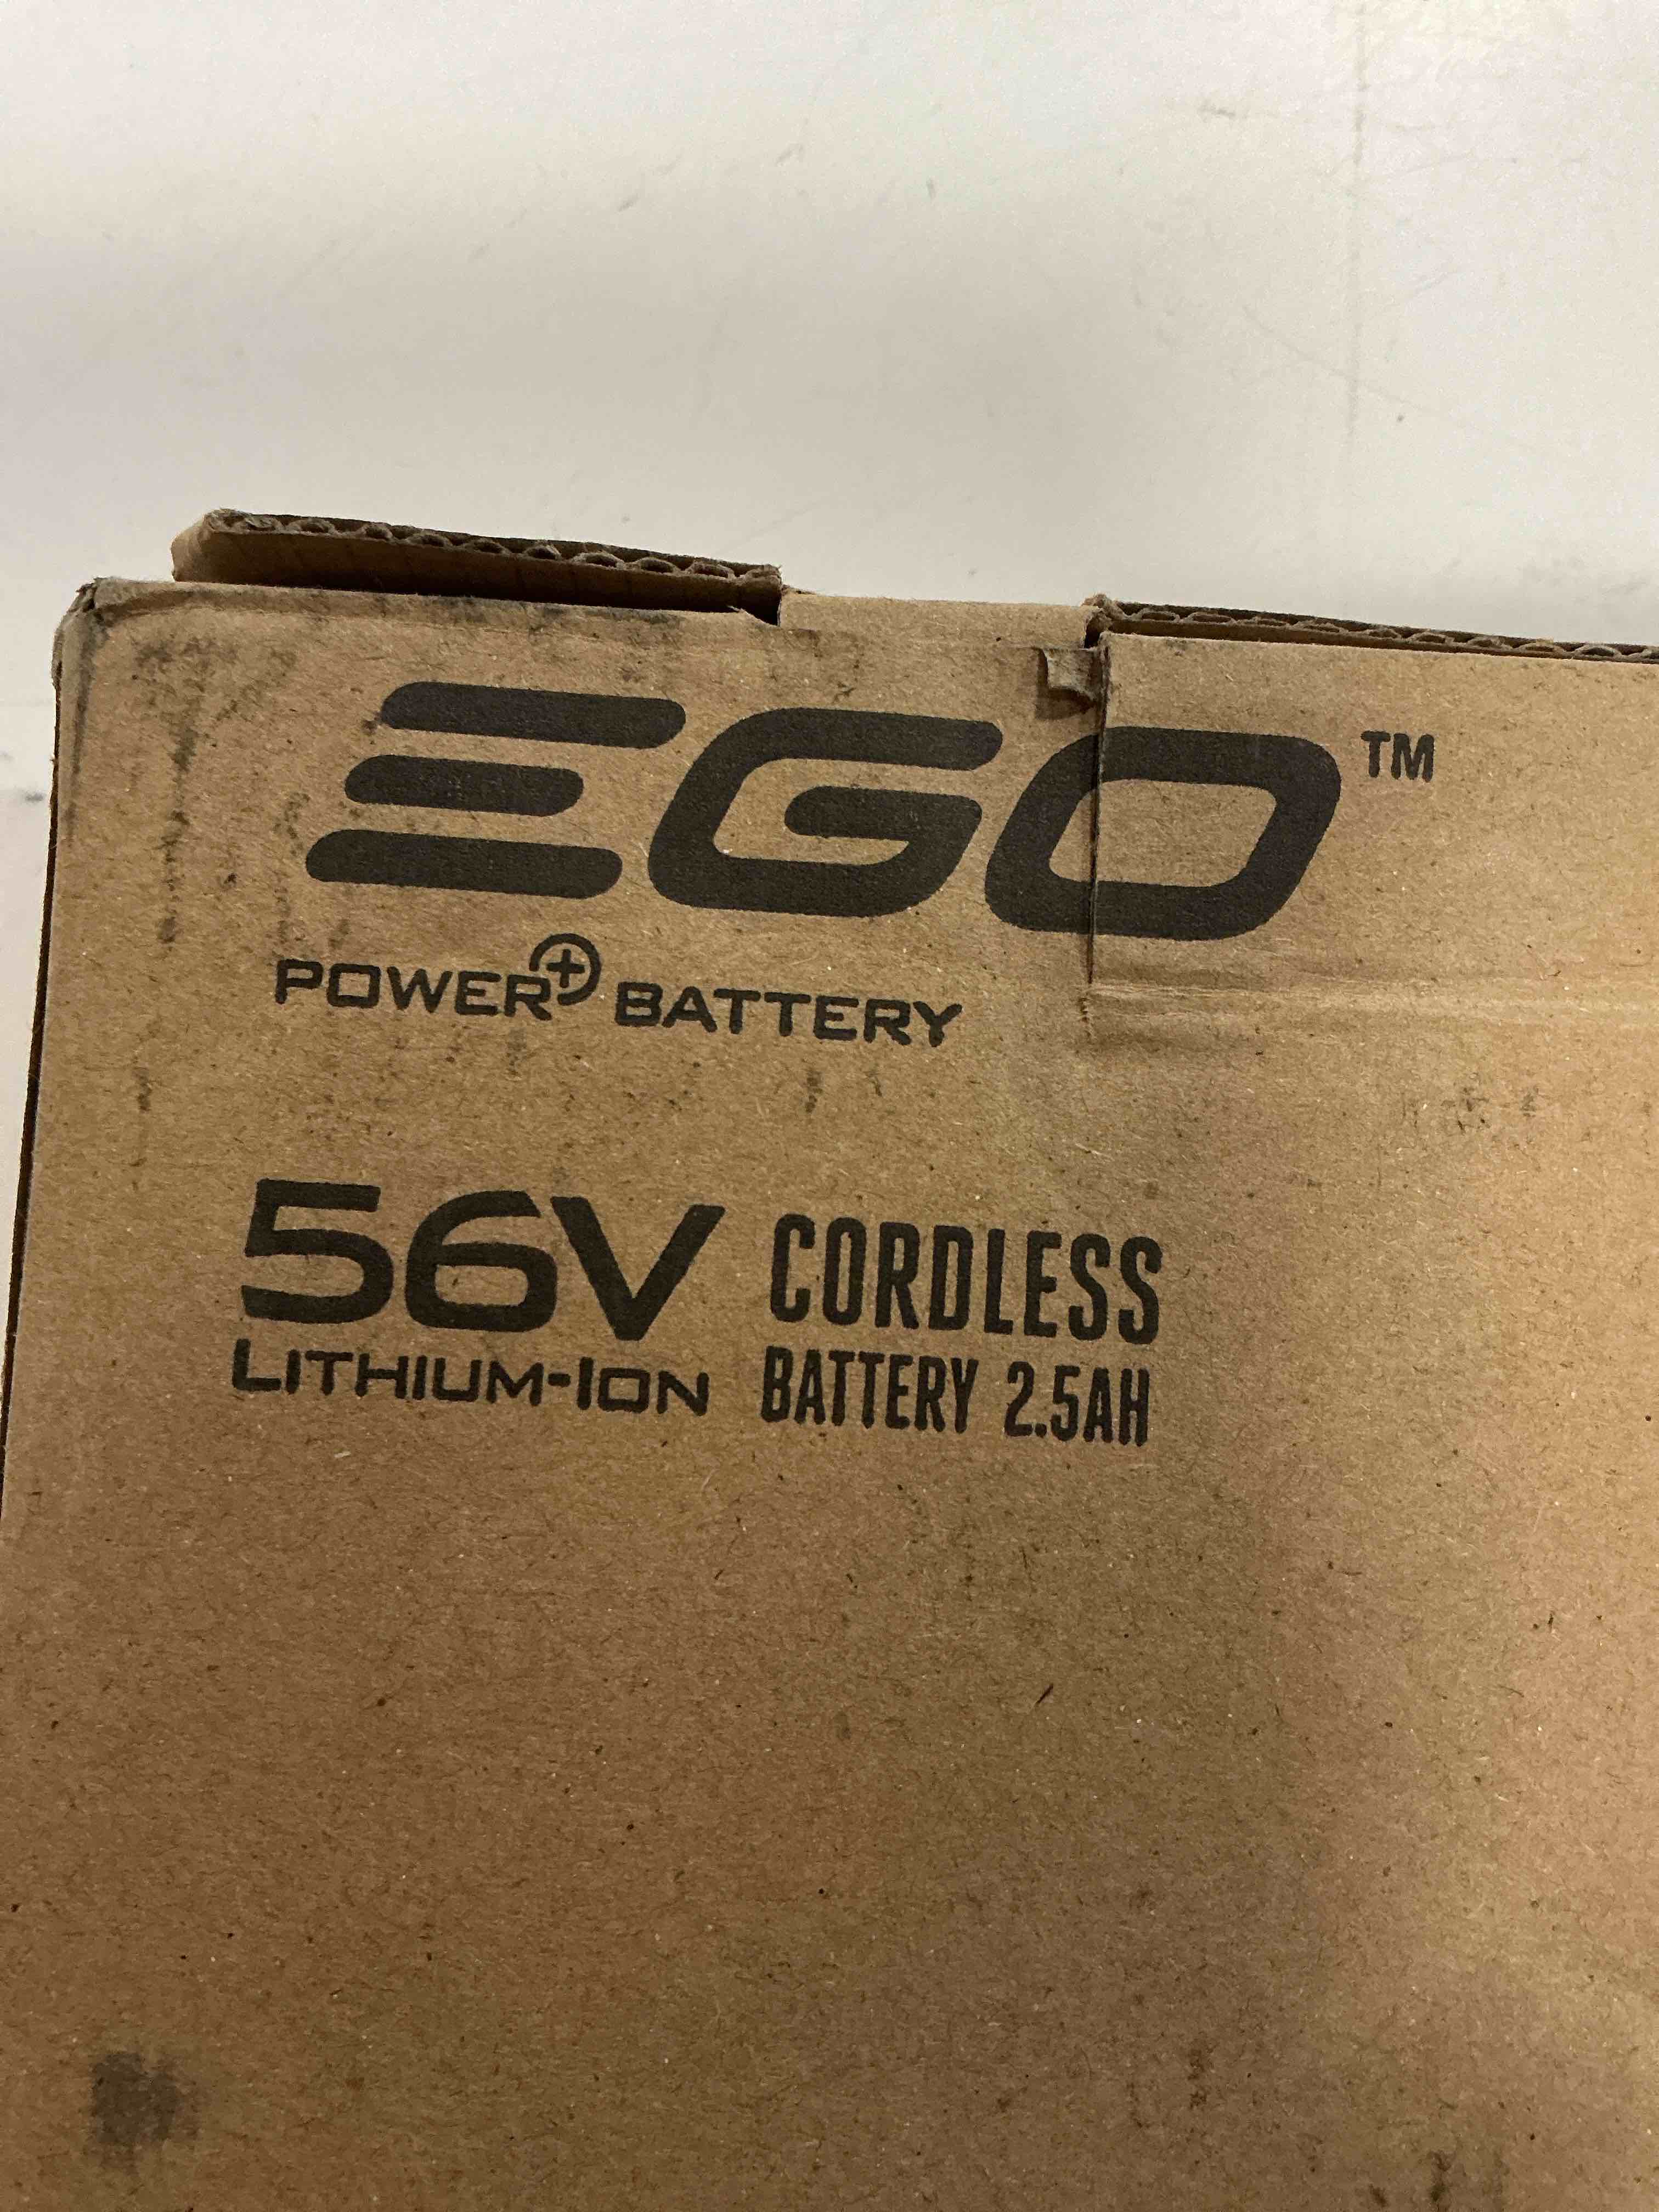 EGO™
POWER+ BATTERY
56V CORDLESS
LITHIUM-ION BATTERY 2.5AH